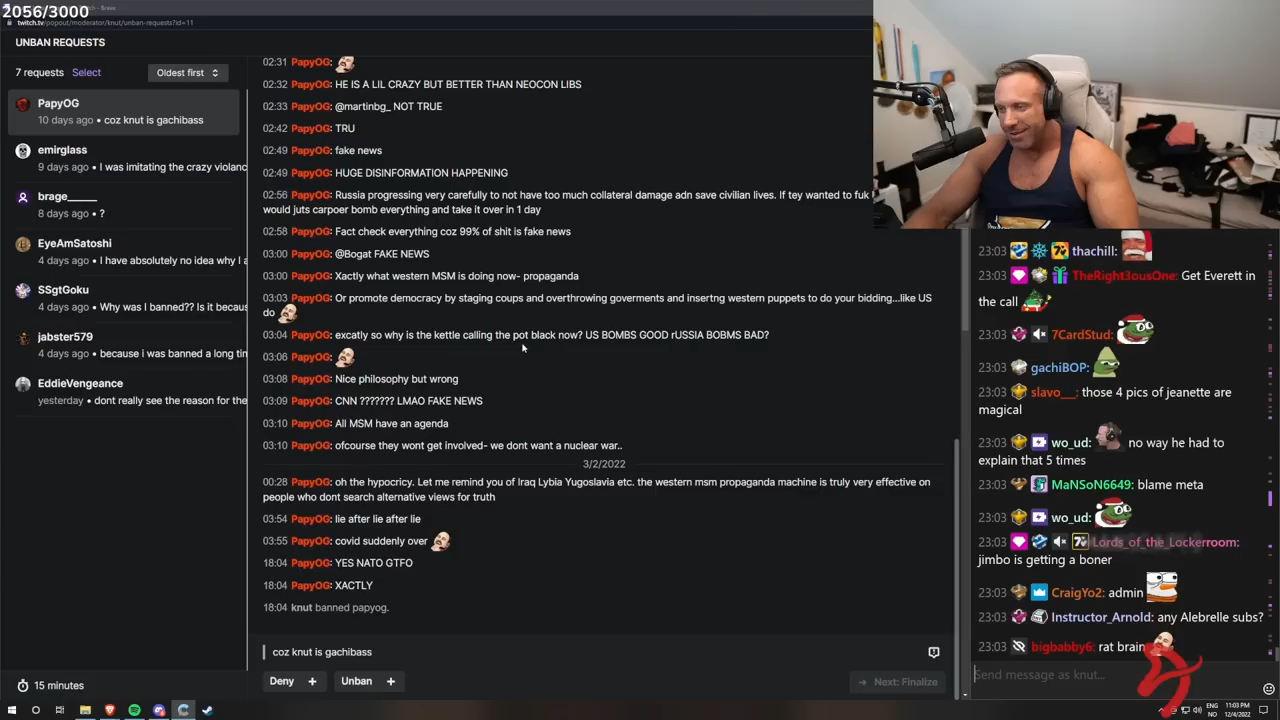 2056/3000
twitch.tv/popout/moderator/knut/unban-requests?id=11
UNBAN REQUESTS
7 requests Select Oldest first
PapyOG
10 days ago • coz knut is gachibass
emirglass
9 days ago • I was imitating the crazy violanc
brage_____
8 days ago • ?
EyeAmSatoshi
4 days ago • I have absolutely no idea why I a
SSgtGoku
4 days ago • Why was I banned?? Is it becaus
jabster579
4 days ago • because i was banned a long tim
EddieVengeance
yesterday • dont really see the reason for the
15 minutes
02:31 PapyOG:
02:32 PapyOG: HE IS A LIL CRAZY BUT BETTER THAN NEOCON LIBS
02:33 PapyOG: @martinbg_ NOT TRUE
02:42 PapyOG: TRU
02:49 PapyOG: fake news
02:49 PapyOG: HUGE DISINFORMATION HAPPENING
02:56 PapyOG: Russia progressing very carefully to not have too much collateral damage adn save civilian lives. If tey wanted to fuk
would juts carpoer bomb everything and take it over in 1 day
02:58 PapyOG: Fact check everything coz 99% of shit is fake news
03:00 PapyOG: @Bogat FAKE NEWS
03:00 PapyOG: Xactly what western MSM is doing now- propaganda
03:03 PapyOG: Or promote democracy by staging coups and overthrowing goverments and insertng western puppets to do your bidding...like US
do
03:04 PapyOG: excatly so why is the kettle calling the pot black now? US BOMBS GOOD rUSSIA BOBMS BAD?
03:06 PapyOG:
03:08 PapyOG: Nice philosophy but wrong
03:09 PapyOG: CNN ??????? LMAO FAKE NEWS
03:10 PapyOG: All MSM have an agenda
03:10 PapyOG: ofcourse they wont get involved- we dont want a nuclear war..
3/2/2022
00:28 PapyOG: oh the hypocricy. Let me remind you of Iraq Lybia Yugoslavia etc. the western msm propaganda machine is truly very effective on
people who dont search alternative views for truth
03:54 PapyOG: lie after lie after lie
03:55 PapyOG: covid suddenly over
18:04 PapyOG: YES NATO GTFO
18:04 PapyOG: XACTLY
18:04 knut banned papyog.
coz knut is gachibass
Deny + Unban + Next: Finalize
23:03 thachill:
23:03 TheRight3ousOne: Get Everett in
the call
23:03 7CardStud:
23:03 gachiBOP:
23:03 slavo___: those 4 pics of jeanette are
magical
23:03 wo_ud: no way he had to
explain that 5 times
23:03 MaNSoN6649: blame meta
23:03 wo_ud:
23:03 Lords_of_the_Lockerroom:
jimbo is getting a boner
23:03 CraigYo2: admin
23:03 Instructor_Arnold: any Alebrelle subs?
23:03 bigbabby6: rat brain
Send message as knut...
ENG
NO
11:03 PM
12/4/2022